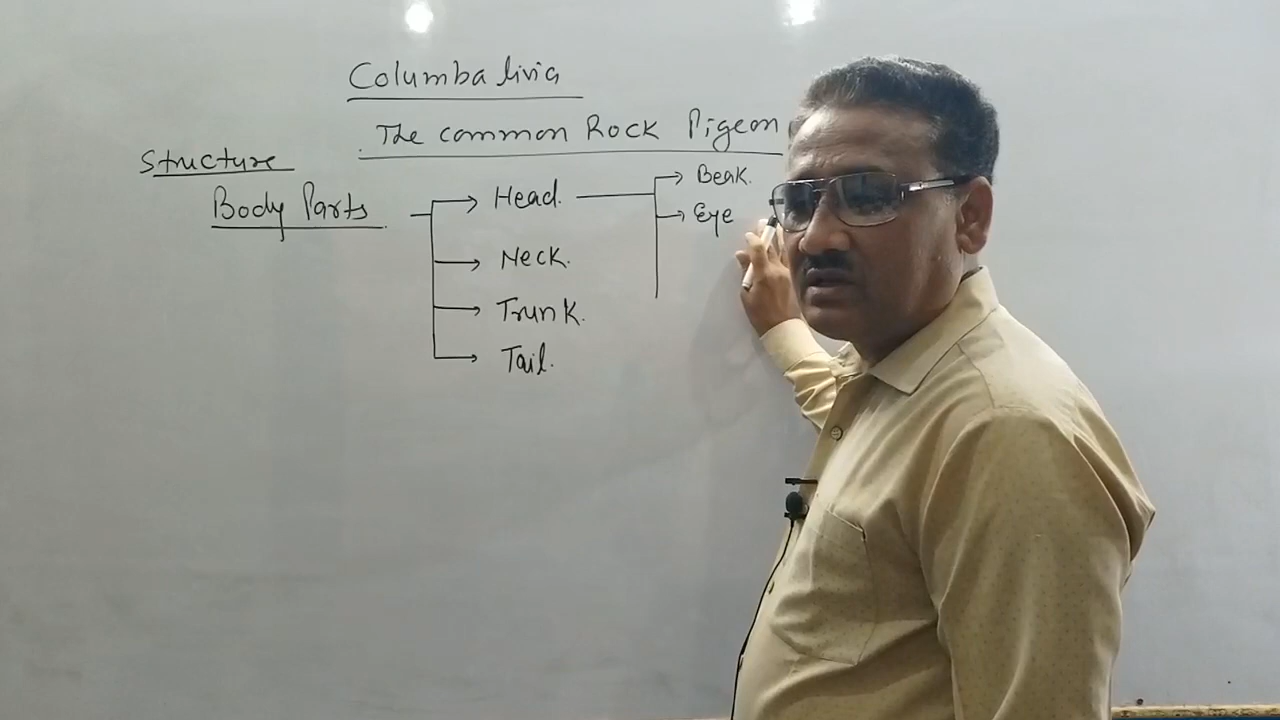 Columba livia
The common Rock Pigeon
Structure
Body Parts → Head. → Beak.
→ Eye
→ Neck.
→ Trunk.
→ Tail.